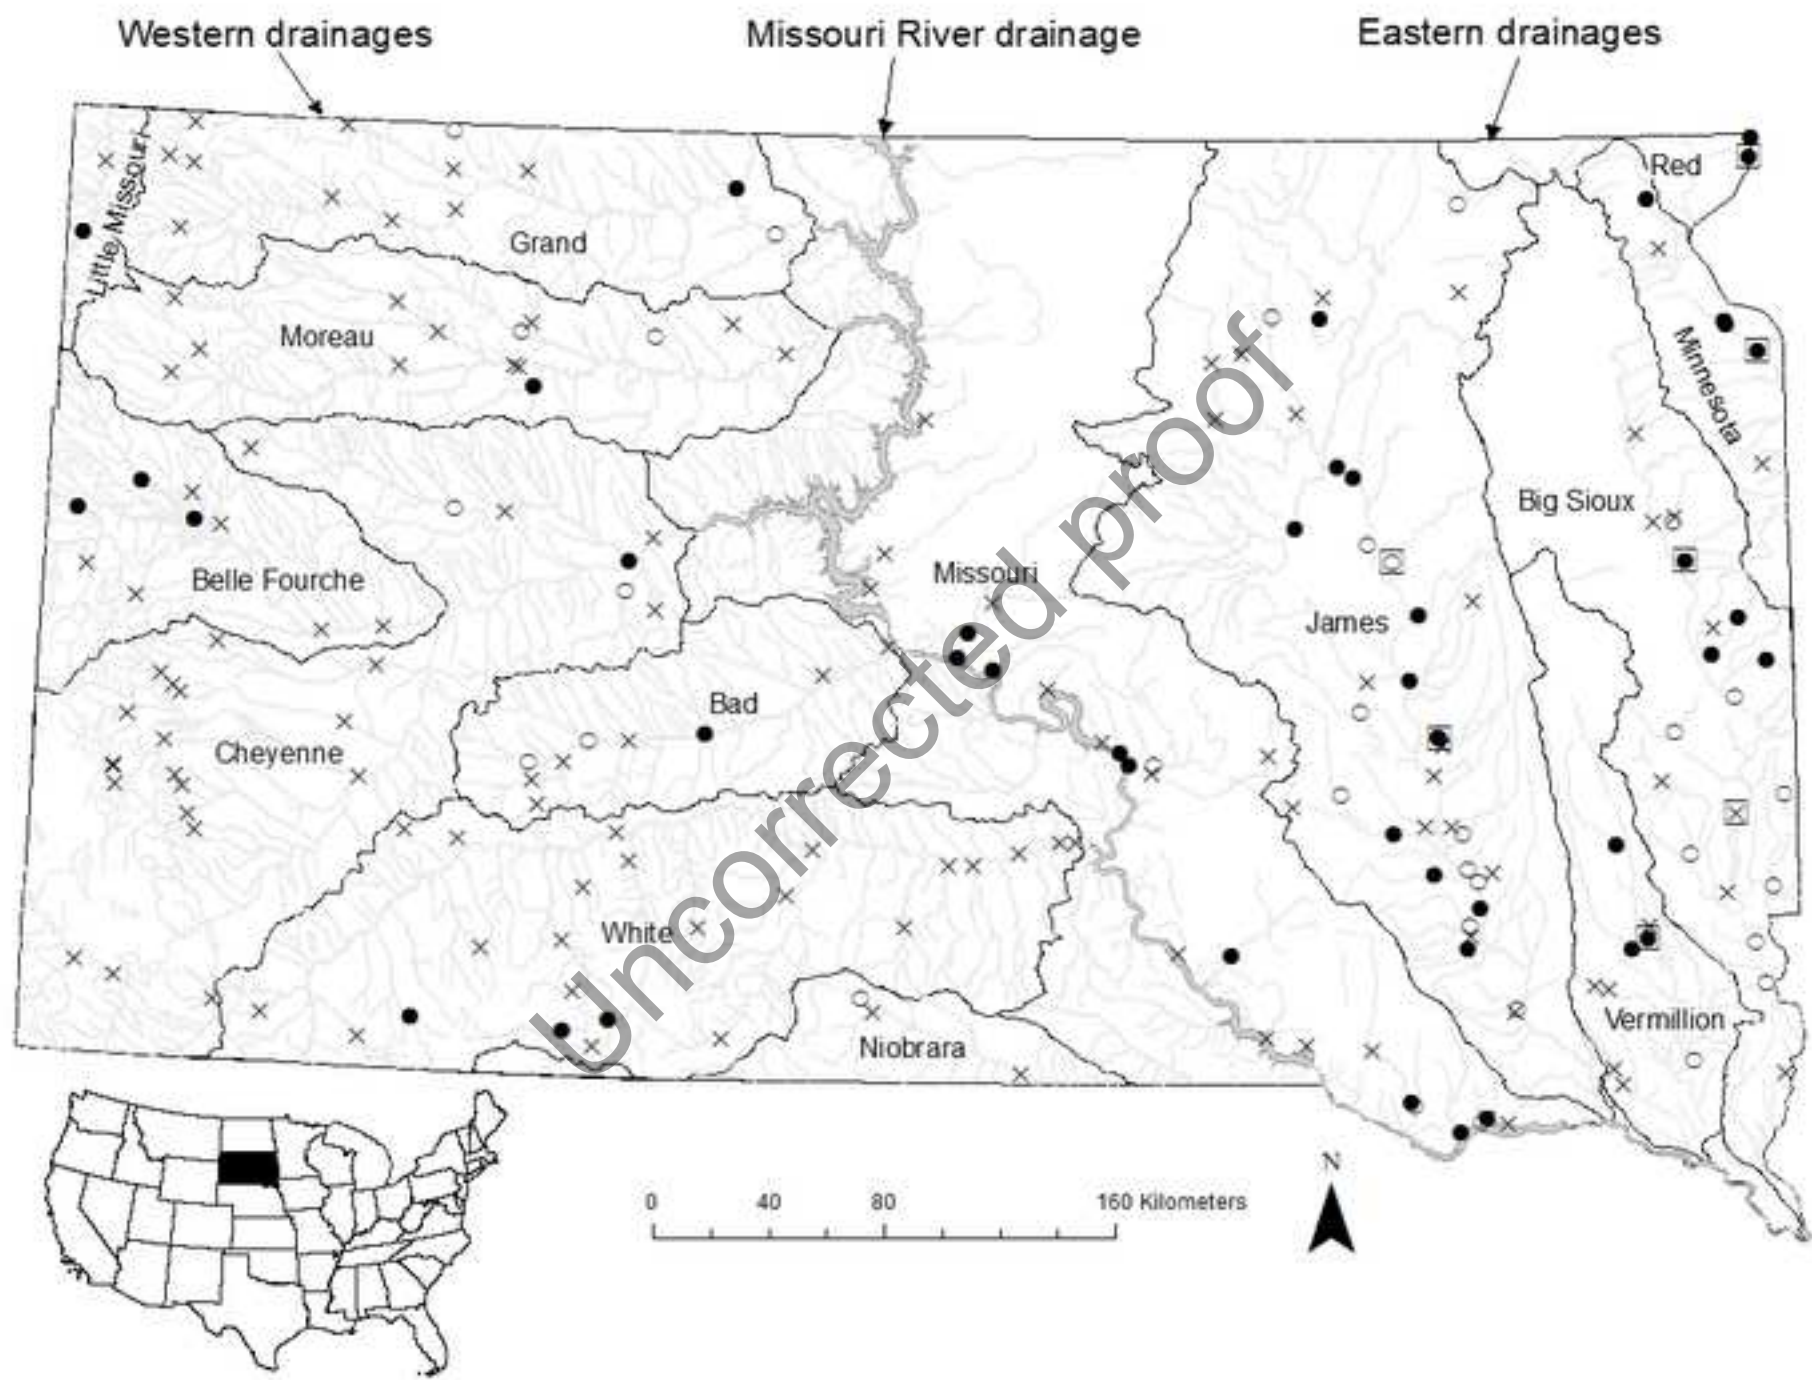 Western drainages
Missouri River drainage
Eastern drainages
Little Missouri
Red
Grand
Moreau
Minnesota
Big Sioux
Belle Fourche
Missouri
James
Bad
Cheyenne
White
Vermillion
Niobrara
Uncorrected proof
N
0 40 80 160 Kilometers